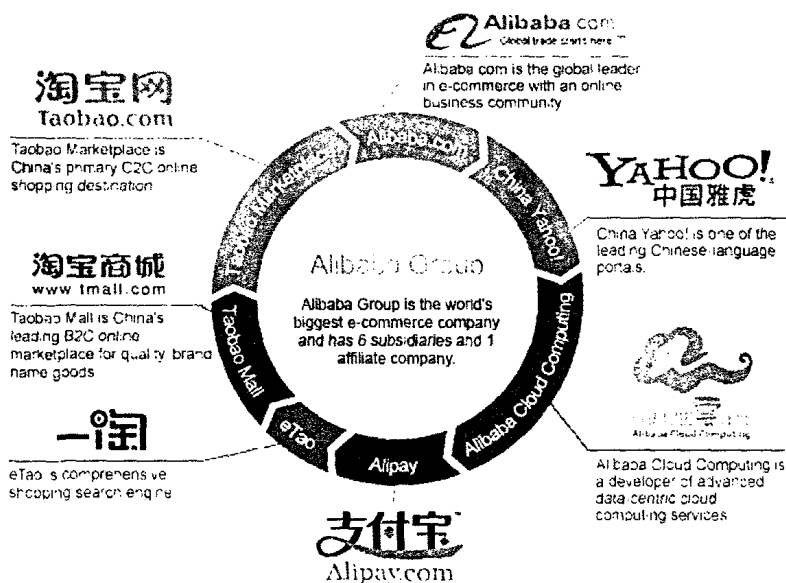 Alibaba.com
Global trade starts here.™
Alibaba com is the global leader
in e-commerce with an online
business community
淘宝网
Taobao.com
Taobao Marketplace is
China's primary C2C online
shopping destination
YAHOO!
中国雅虎
China Yahoo! is one of the
leading Chinese-language
portals.
淘宝商城
www tmall.com
Taobao Mall is China's
leading B2C online
marketplace for quality, brand
name goods
一淘
eTao is comprehensive
shopping search engine
Alibaba Cloud Computing
Alibaba Cloud Computing is
a developer of advanced
data-centric cloud
computing services
支付宝™
Alipay.com
Alibaba.com
China Yahoo!
Alibaba Cloud Computing
Alipay
eTao
Taobao Mall
Taobao Marketplace
Alibaba Group
Alibaba Group is the world's
biggest e-commerce company
and has 6 subsidiaries and 1
affiliate company.